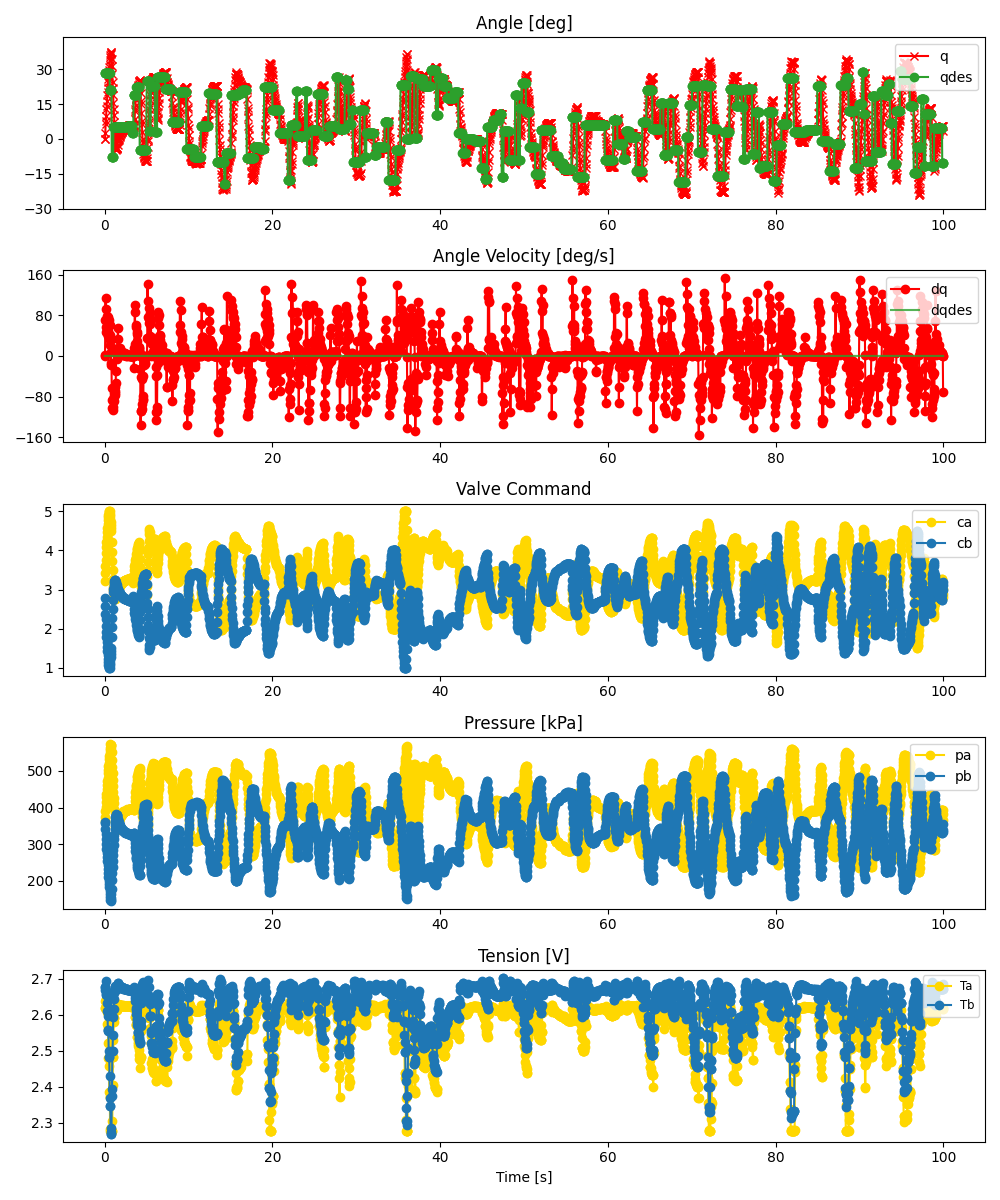 Angle [deg]
30
15
0
−15
−30
q
qdes
0 20 40 60 80 100
Angle Velocity [deg/s]
160
80
0
−80
−160
dq
dqdes
0 20 40 60 80 100
Valve Command
5
4
3
2
1
ca
cb
0 20 40 60 80 100
Pressure [kPa]
500
400
300
200
pa
pb
0 20 40 60 80 100
Tension [V]
2.7
2.6
2.5
2.4
2.3
Ta
Tb
0 20 40 60 80 100
Time [s]